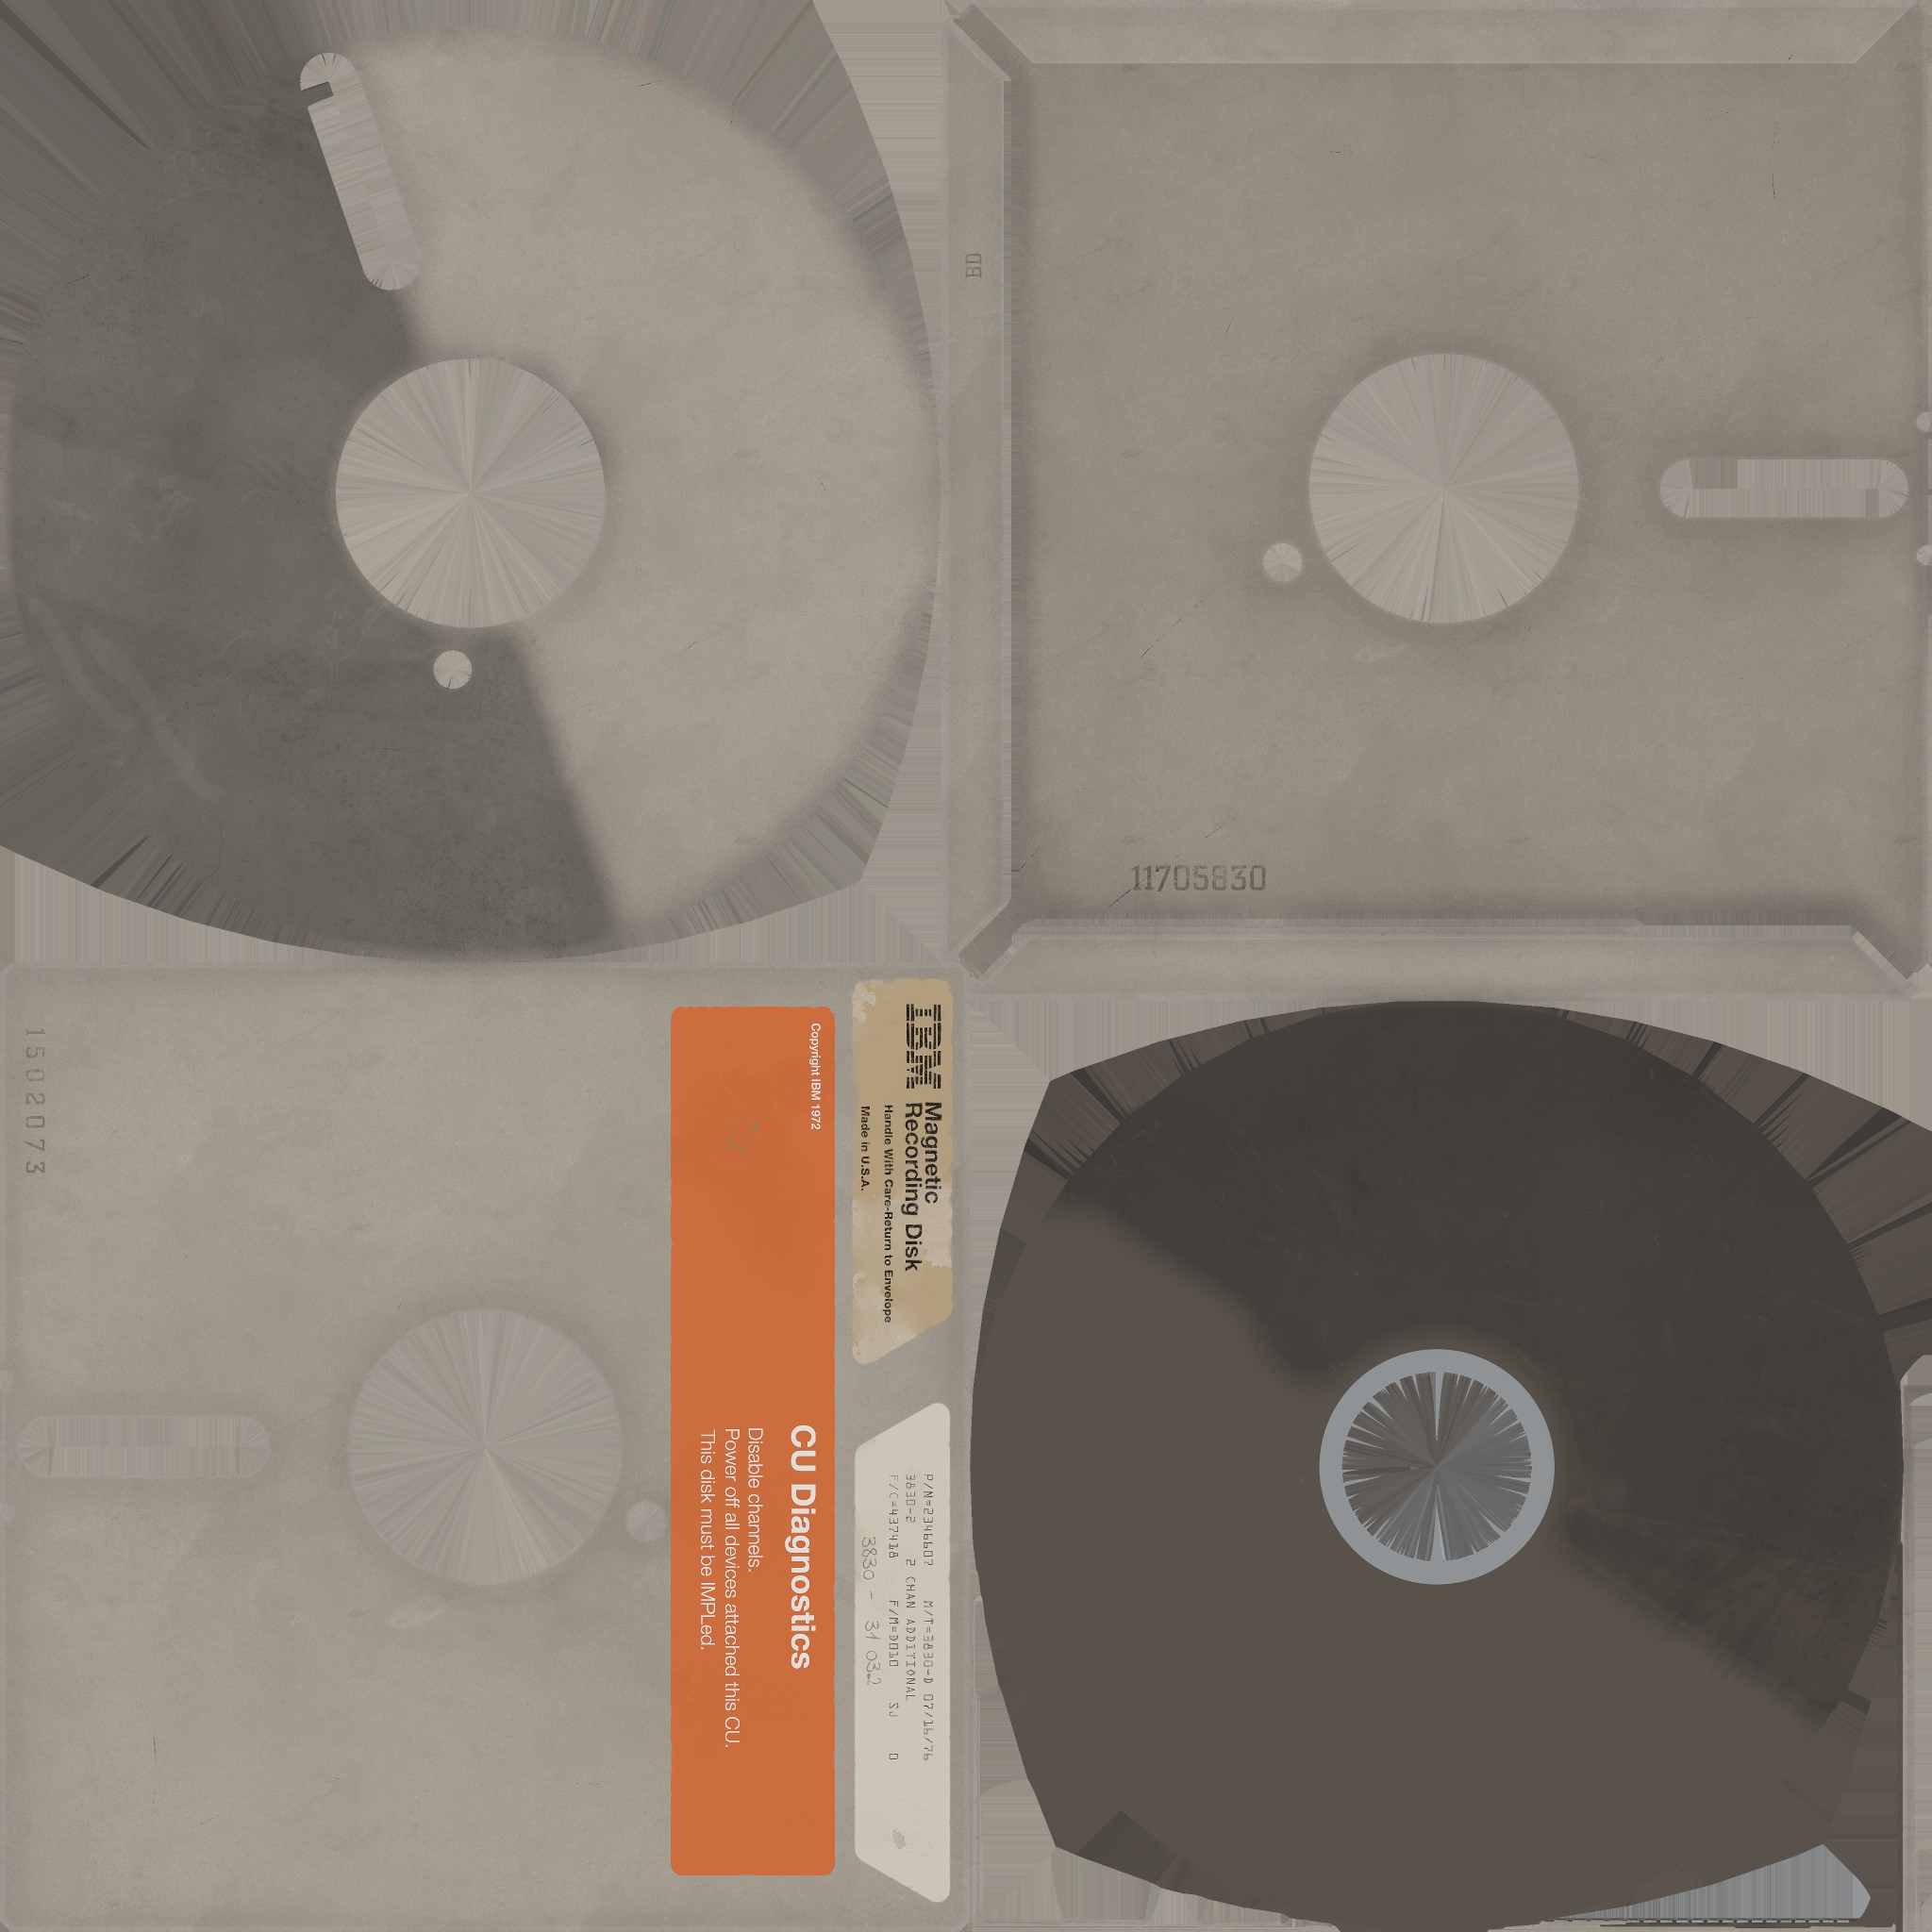 80
11705830
1502073
Copyright IBM 1972
CU Diagnostics
Disable channels.
Power off all devices attached this CU.
This disk must be IMPLed.
IBM
Magnetic
Recording Disk
Handle With Care-Return to Envelope
Made in U.S.A.
P/N=2346607 M/T=3830-D 07/16/76
3830-2 2 CHAN ADDITIONAL
F/C=437418 F/M=D010 SJ 0
3830 - 31 032